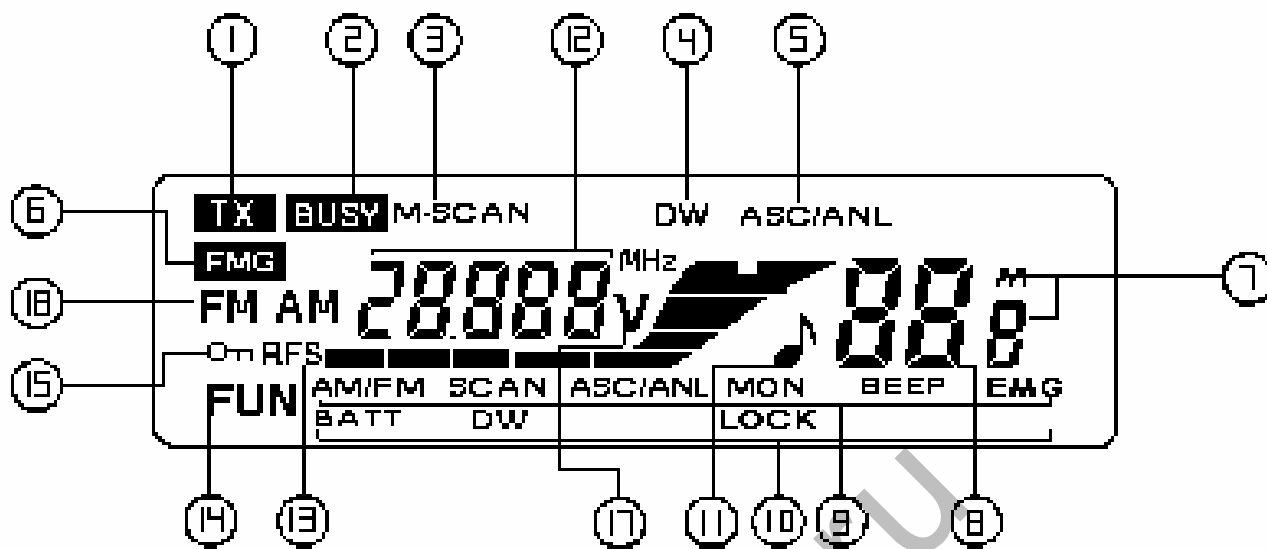 1 2 3 12 4 5
6 TX BUSY M-SCAN DW ASC/ANL
FMG 28.888 MHz 88 M 7
18 FM AM V 8
15 RFS
FUN AM/FM SCAN ASC/ANL MON BEEP EMG
BATT DW LOCK
14 13 17 11 10 9 8
ru